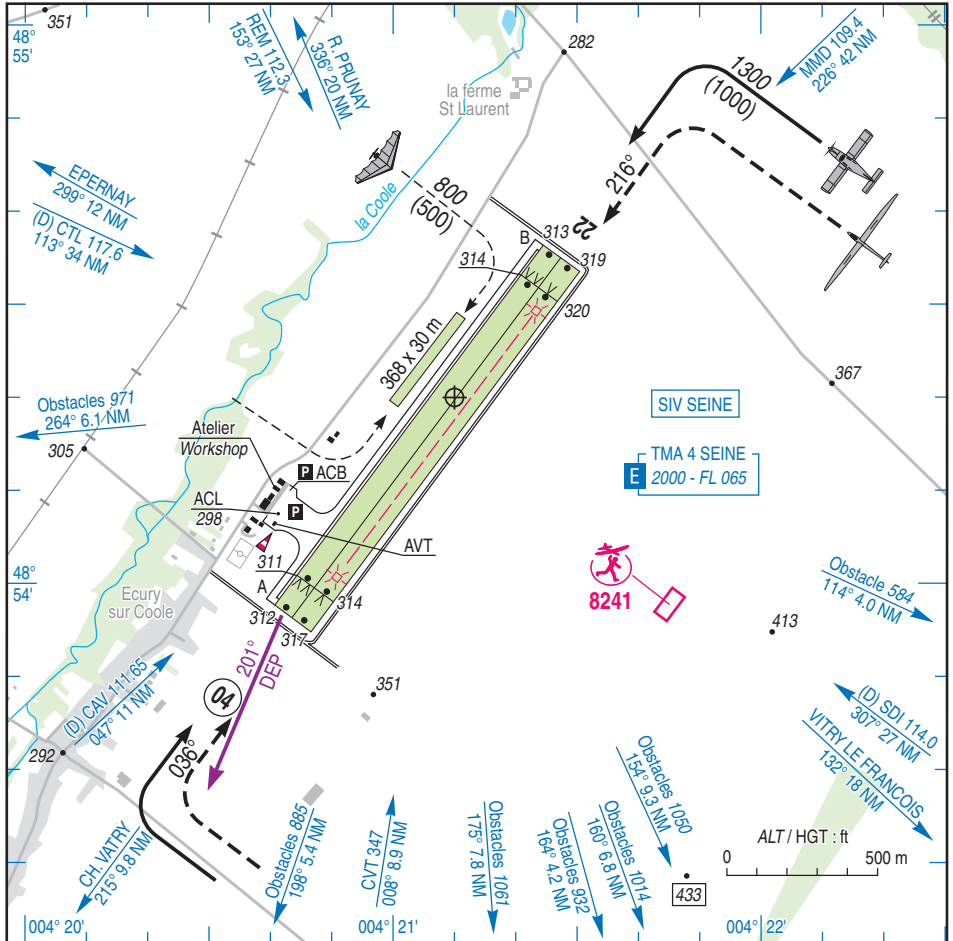 48°
55'
351
REM 112.3
153° 27 NM
R. PRUNAY
336° 20 NM
282
la ferme
St Laurent
1300
(1000)
MMD 109.4
226° 42 NM
EPERNAY
299° 12 NM
(D) CTL 117.6
113° 34 NM
la Coole
800
(500)
216°
22
B
313
319
314
320
368 x 30 m
367
Obstacles 971
264° 6.1 NM
305
SIV SEINE
TMA 4 SEINE
E
2000 - FL 065
Atelier
Workshop
P
ACB
ACL
298
P
AVT
311
48°
54'
A
314
312
317
Ecury
sur Coole
8241
Obstacle 584
114° 4.0 NM
413
201°
DEP
351
04
036°
(D) CAV 111.65
047° 11 NM
292
(D) SDI 114.0
307° 27 NM
VITRY LE FRANCOIS
132° 18 NM
CH. VATRY
215° 9.8 NM
Obstacles 885
198° 5.4 NM
CVT 347
008° 8.9 NM
Obstacles 1061
175° 7.8 NM
Obstacles 932
164° 4.2 NM
Obstacles 1014
160° 6.8 NM
Obstacles 1050
154° 9.3 NM
433
ALT / HGT : ft
0
500 m
004° 20'
004° 21'
004° 22'